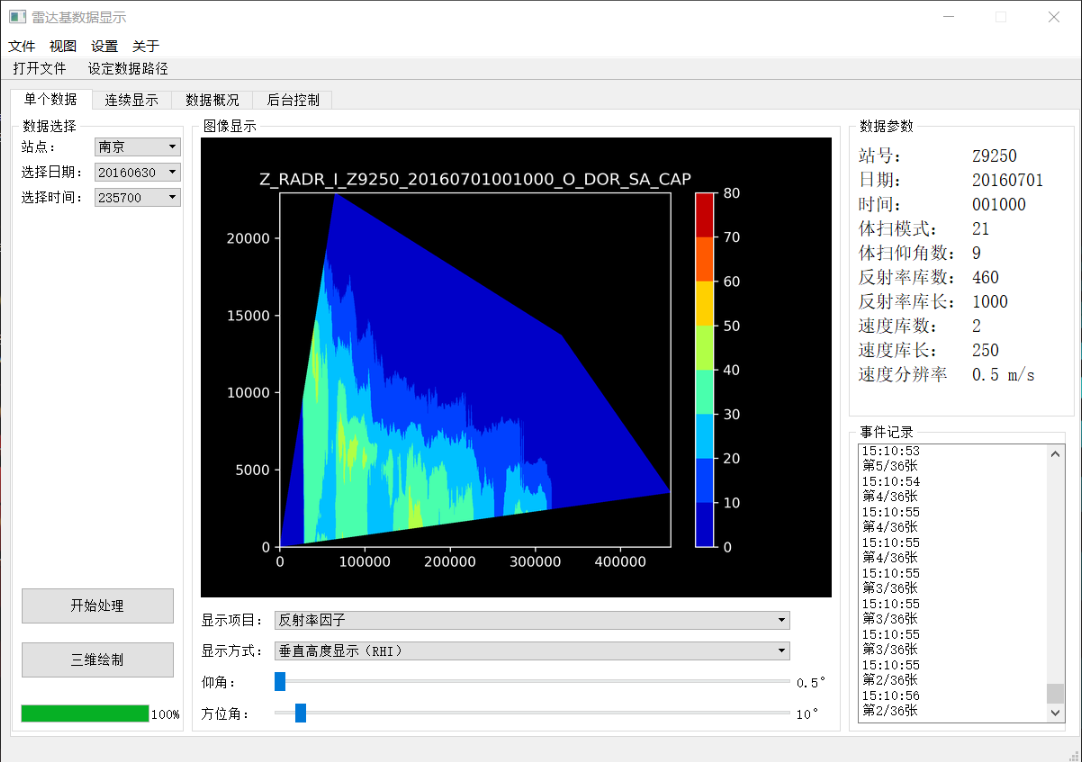 雷达基数据显示
文件 视图 设置 关于
打开文件 设定数据路径
单个数据 连续显示 数据概况 后台控制
数据选择
站点： 南京
选择日期： 20160630
选择时间： 235700
开始处理
三维绘制
100%
图像显示
Z_RADR_I_Z9250_20160701001000_O_DOR_SA_CAP
20000
15000
10000
5000
0
0 100000 200000 300000 400000
80
70
60
50
40
30
20
10
0
显示项目： 反射率因子
显示方式： 垂直高度显示（RHI）
仰角： 0.5°
方位角： 10°
数据参数
站号： Z9250
日期： 20160701
时间： 001000
体扫模式： 21
体扫仰角数： 9
反射率库数： 460
反射率库长： 1000
速度库数： 2
速度库长： 250
速度分辨率 0.5 m/s
事件记录
15:10:53
第5/36张
15:10:54
第4/36张
15:10:55
第4/36张
15:10:55
第4/36张
15:10:55
第3/36张
15:10:55
第3/36张
15:10:55
第3/36张
15:10:55
第2/36张
15:10:56
第2/36张